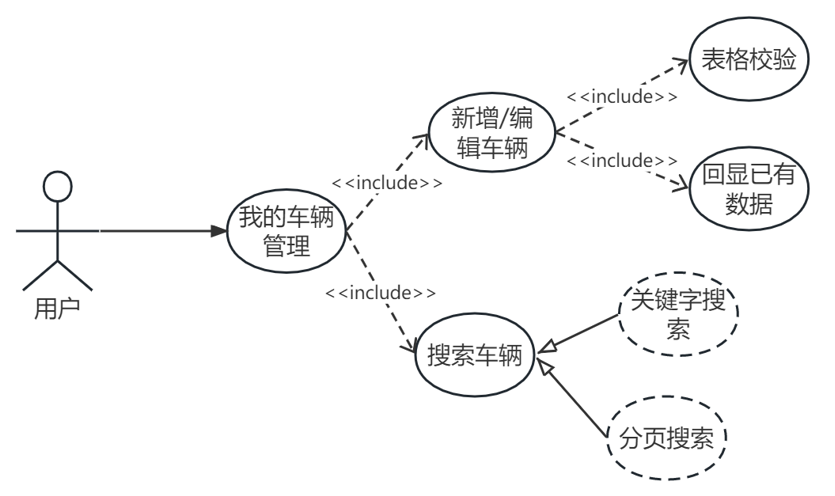 表格校验
<<include>>
新增/编
辑车辆
<<include>>
回显已有
数据
<<include>>
我的车辆
管理
用户
<<include>>
关键字搜
索
搜索车辆
分页搜索